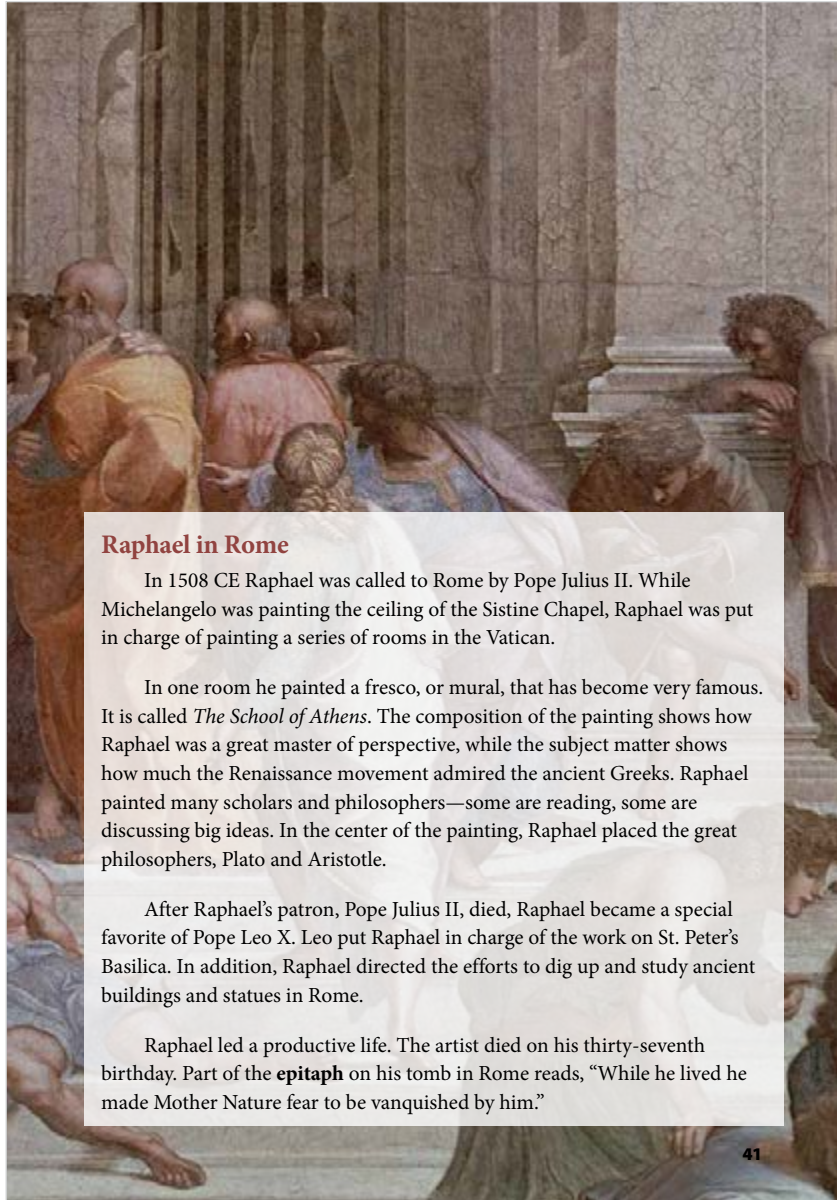 Raphael in Rome
In 1508 CE Raphael was called to Rome by Pope Julius II. While
Michelangelo was painting the ceiling of the Sistine Chapel, Raphael was put
in charge of painting a series of rooms in the Vatican.
In one room he painted a fresco, or mural, that has become very famous.
It is called The School of Athens. The composition of the painting shows how
Raphael was a great master of perspective, while the subject matter shows
how much the Renaissance movement admired the ancient Greeks. Raphael
painted many scholars and philosophers—some are reading, some are
discussing big ideas. In the center of the painting, Raphael placed the great
philosophers, Plato and Aristotle.
After Raphael’s patron, Pope Julius II, died, Raphael became a special
favorite of Pope Leo X. Leo put Raphael in charge of the work on St. Peter’s
Basilica. In addition, Raphael directed the efforts to dig up and study ancient
buildings and statues in Rome.
Raphael led a productive life. The artist died on his thirty-seventh
birthday. Part of the epitaph on his tomb in Rome reads, “While he lived he
made Mother Nature fear to be vanquished by him.”
41